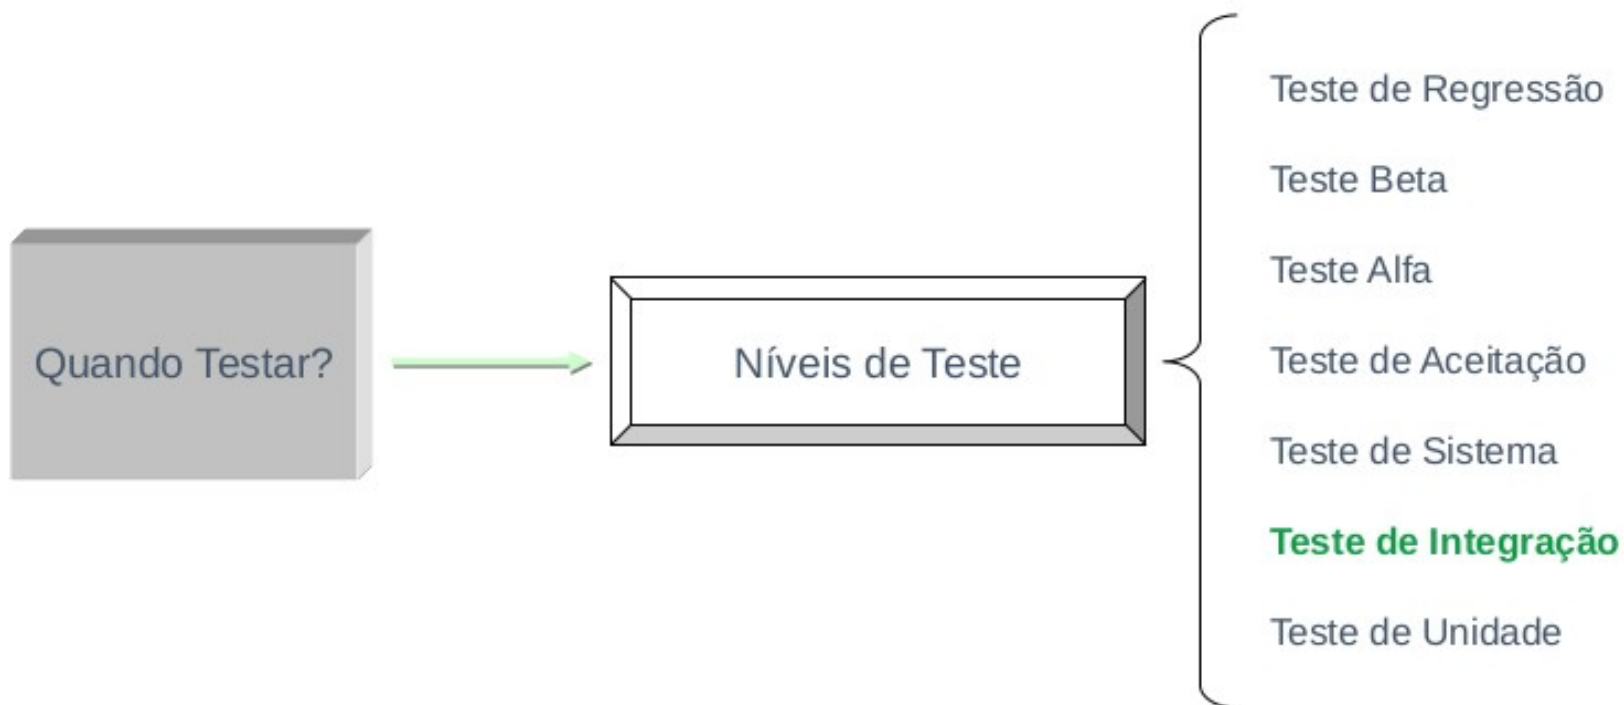 Quando Testar?
Níveis de Teste
Teste de Regressão
Teste Beta
Teste Alfa
Teste de Aceitação
Teste de Sistema
Teste de Integração
Teste de Unidade